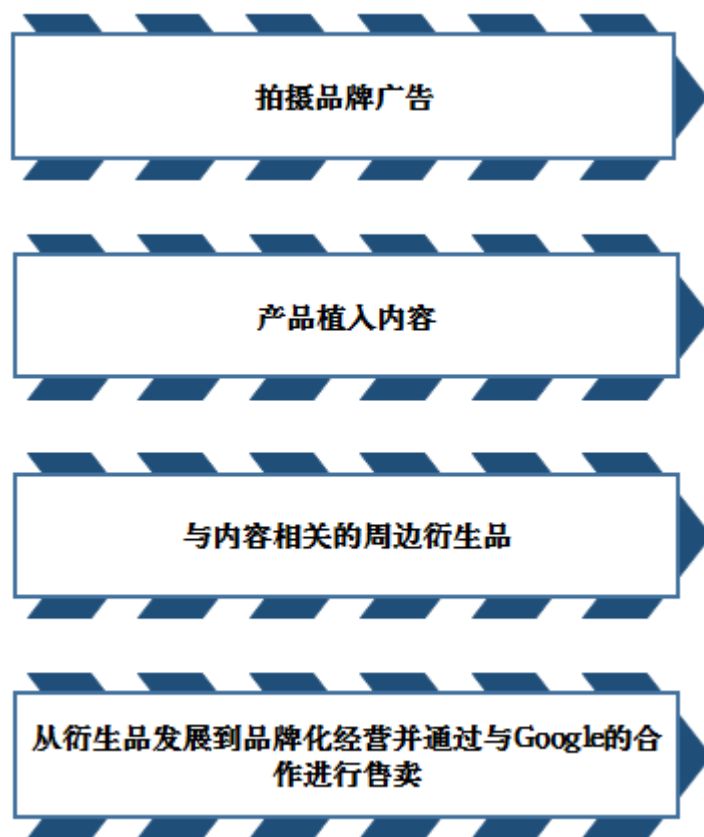 拍摄品牌广告
产品植入内容
与内容相关的周边衍生品
从衍生品发展到品牌化经营并通过与Google的合
作进行售卖